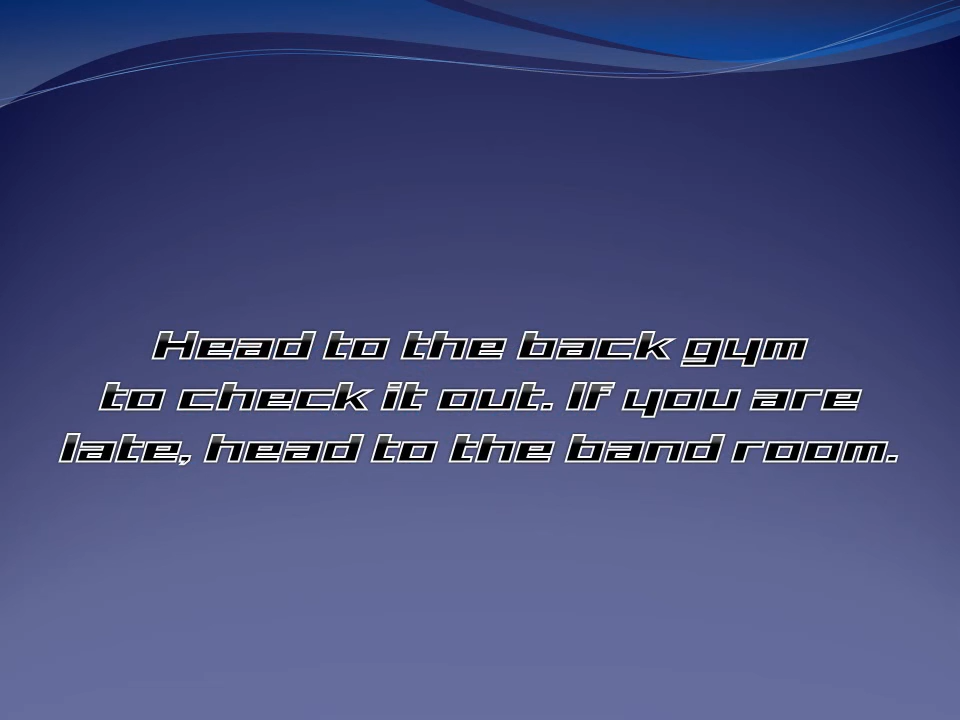 Head to the back gym
to check it out. If you are
late, head to the band room.